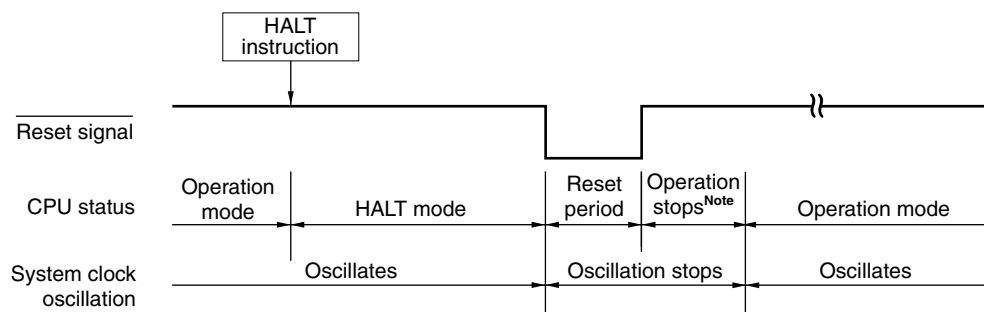 HALT
instruction
Reset signal
CPU status
Operation
mode
HALT mode
Reset
period
Operation
stopsNote
Operation mode
System clock
oscillation
Oscillates
Oscillation stops
Oscillates